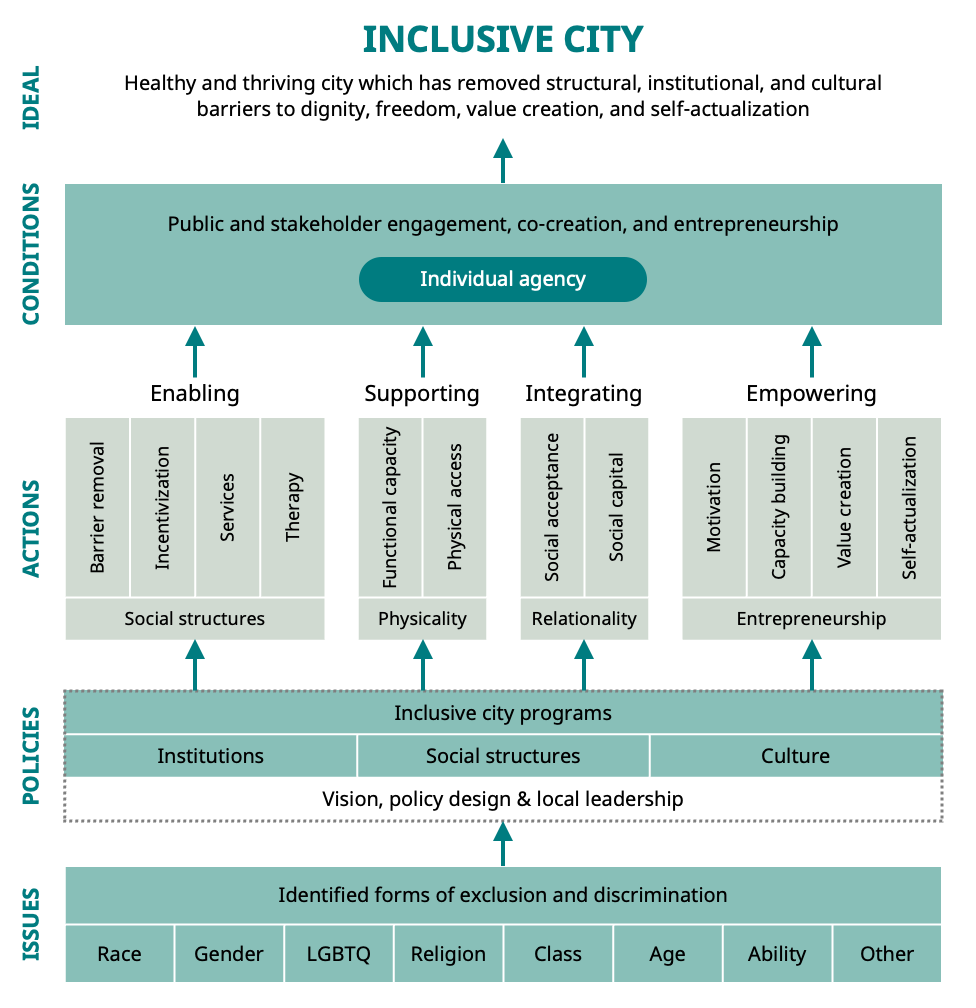 INCLUSIVE CITY
IDEAL
Healthy and thriving city which has removed structural, institutional, and cultural
barriers to dignity, freedom, value creation, and self-actualization
CONDITIONS
Public and stakeholder engagement, co-creation, and entrepreneurship
Individual agency
ACTIONS
Enabling
Barrier removal
Incentivization
Services
Therapy
Social structures
Supporting
Functional capacity
Physical access
Physicality
Integrating
Social acceptance
Social capital
Relationality
Empowering
Motivation
Capacity building
Value creation
Self-actualization
Entrepreneurship
POLICIES
Inclusive city programs
Institutions
Social structures
Culture
Vision, policy design & local leadership
ISSUES
Identified forms of exclusion and discrimination
Race
Gender
LGBTQ
Religion
Class
Age
Ability
Other